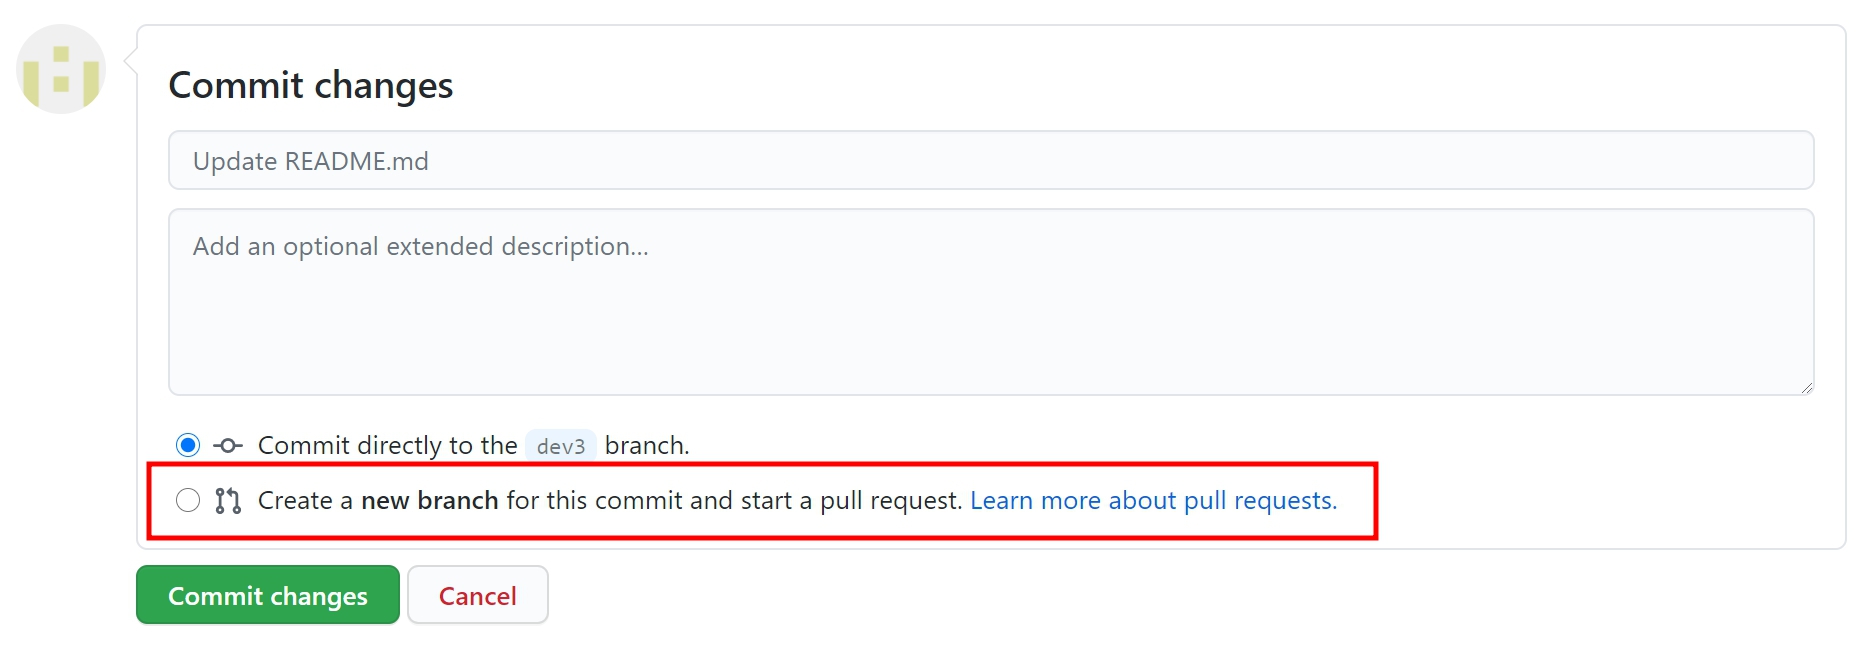 Commit changes
Update README.md
Add an optional extended description...
Commit directly to the dev3 branch.
Create a new branch for this commit and start a pull request. Learn more about pull requests.
Commit changes Cancel